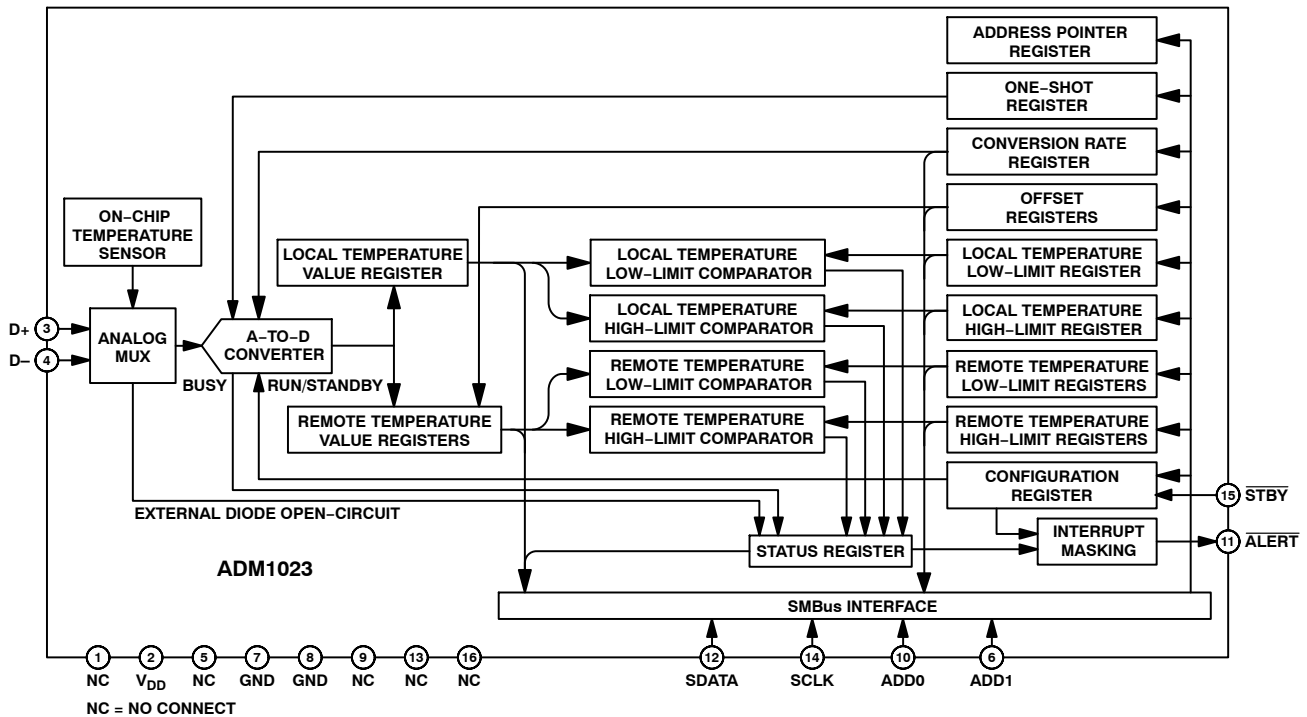 ADDRESS POINTER
REGISTER
ONE−SHOT
REGISTER
CONVERSION RATE
REGISTER
OFFSET
REGISTERS
ON−CHIP
TEMPERATURE
SENSOR
LOCAL TEMPERATURE
VALUE REGISTER
LOCAL TEMPERATURE
LOW−LIMIT COMPARATOR
LOCAL TEMPERATURE
LOW−LIMIT REGISTER
D+
3
D−
4
ANALOG
MUX
A−TO−D
CONVERTER
LOCAL TEMPERATURE
HIGH−LIMIT COMPARATOR
LOCAL TEMPERATURE
HIGH−LIMIT REGISTER
BUSY
RUN/STANDBY
REMOTE TEMPERATURE
LOW−LIMIT COMPARATOR
REMOTE TEMPERATURE
LOW−LIMIT REGISTERS
REMOTE TEMPERATURE
VALUE REGISTERS
REMOTE TEMPERATURE
HIGH−LIMIT COMPARATOR
REMOTE TEMPERATURE
HIGH−LIMIT REGISTERS
CONFIGURATION
REGISTER
15
STBY
EXTERNAL DIODE OPEN−CIRCUIT
STATUS REGISTER
INTERRUPT
MASKING
11
ALERT
ADM1023
SMBus INTERFACE
1
2
5
7
8
9
13
16
12
14
10
6
NC
VDD
NC
GND
GND
NC
NC
NC
SDATA
SCLK
ADD0
ADD1
NC = NO CONNECT